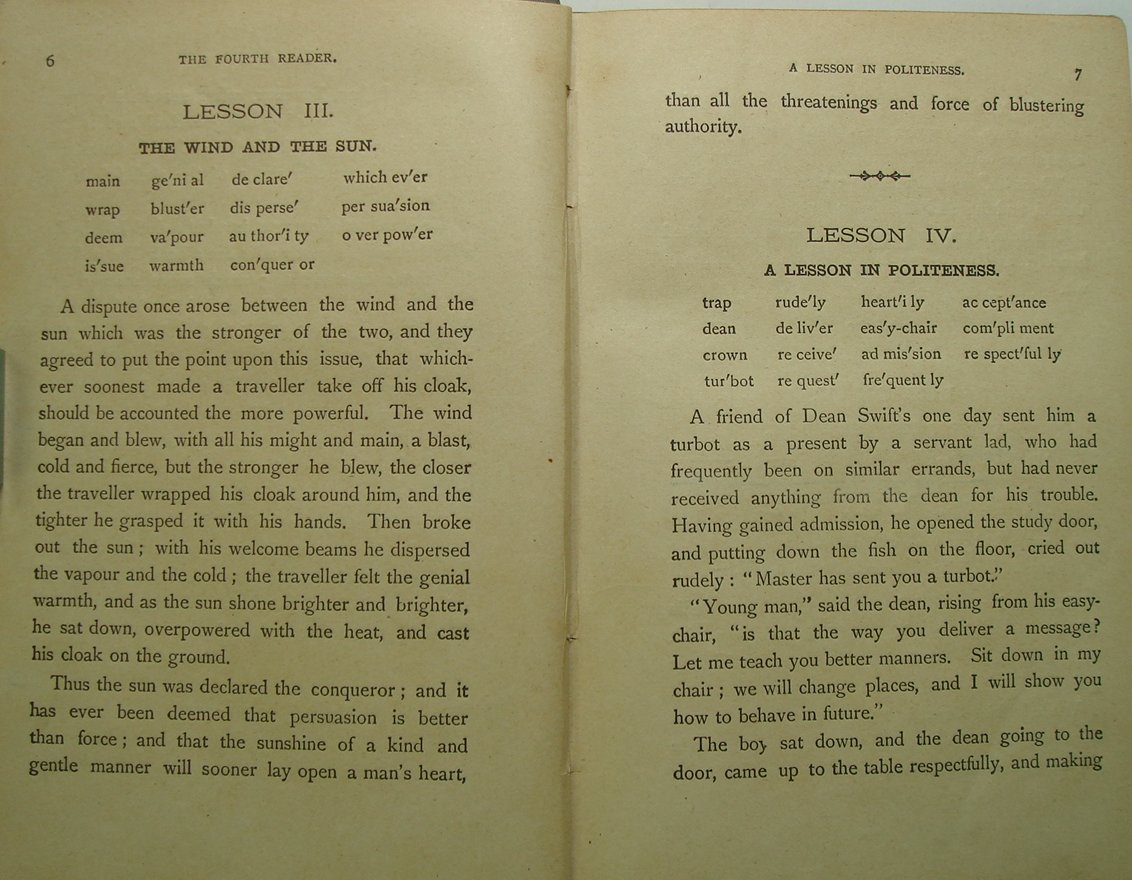 6
THE FOURTH READER.
LESSON III.
THE WIND AND THE SUN.
main ge′ni al de clare′ which ev′er
wrap blust′er dis perse′ per sua′sion
deem va′pour au thor′i ty o ver pow′er
is′sue warmth con′quer or
A dispute once arose between the wind and the
sun which was the stronger of the two, and they
agreed to put the point upon this issue, that which-
ever soonest made a traveller take off his cloak,
should be accounted the more powerful. The wind
began and blew, with all his might and main, a blast,
cold and fierce, but the stronger he blew, the closer
the traveller wrapped his cloak around him, and the
tighter he grasped it with his hands. Then broke
out the sun; with his welcome beams he dispersed
the vapour and the cold; the traveller felt the genial
warmth, and as the sun shone brighter and brighter,
he sat down, overpowered with the heat, and cast
his cloak on the ground.
Thus the sun was declared the conqueror; and it
has ever been deemed that persuasion is better
than force; and that the sunshine of a kind and
gentle manner will sooner lay open a man's heart,
A LESSON IN POLITENESS.
7
than all the threatenings and force of blustering
authority.
LESSON IV.
A LESSON IN POLITENESS.
trap rude′ly heart′i ly ac cept′ance
dean de liv′er eas′y-chair com′pli ment
crown re ceive′ ad mis′sion re spect′ful ly
tur′bot re quest′ fre′quent ly
A friend of Dean Swift's one day sent him a
turbot as a present by a servant lad, who had
frequently been on similar errands, but had never
received anything from the dean for his trouble.
Having gained admission, he opened the study door,
and putting down the fish on the floor, cried out
rudely: "Master has sent you a turbot."
"Young man," said the dean, rising from his easy-
chair, "is that the way you deliver a message?
Let me teach you better manners. Sit down in my
chair; we will change places, and I will show you
how to behave in future."
The boy sat down, and the dean going to the
door, came up to the table respectfully, and making